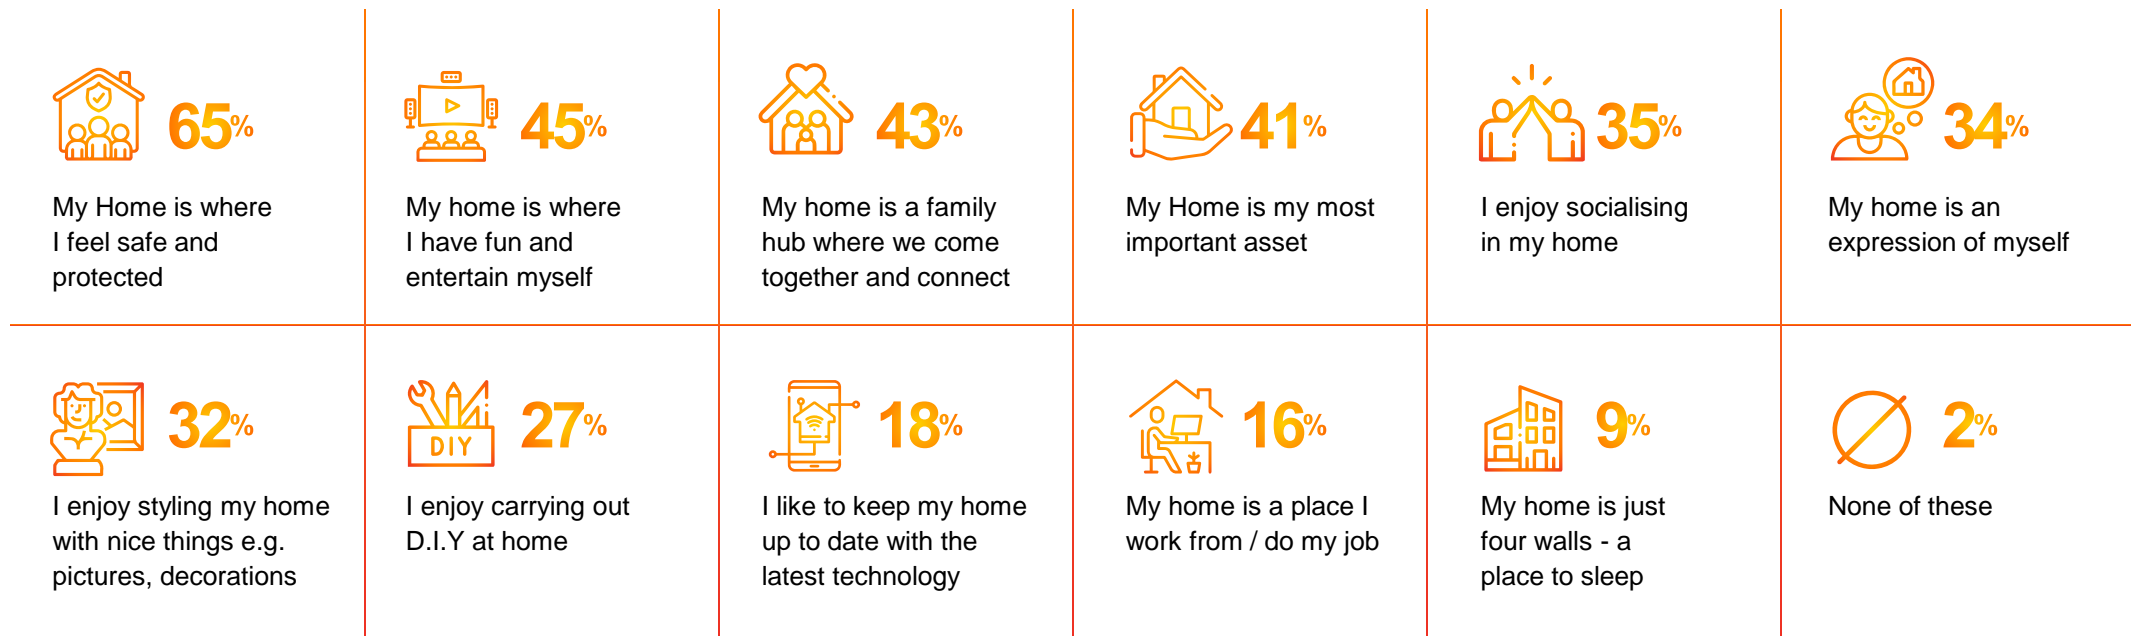 65%
My Home is where
I feel safe and
protected
45%
My home is where
I have fun and
entertain myself
43%
My home is a family
hub where we come
together and connect
41%
My Home is my most
important asset
35%
I enjoy socialising
in my home
34%
My home is an
expression of myself
32%
I enjoy styling my home
with nice things e.g.
pictures, decorations
DIY
27%
I enjoy carrying out
D.I.Y at home
18%
I like to keep my home
up to date with the
latest technology
16%
My home is a place I
work from / do my job
9%
My home is just
four walls - a
place to sleep
2%
None of these